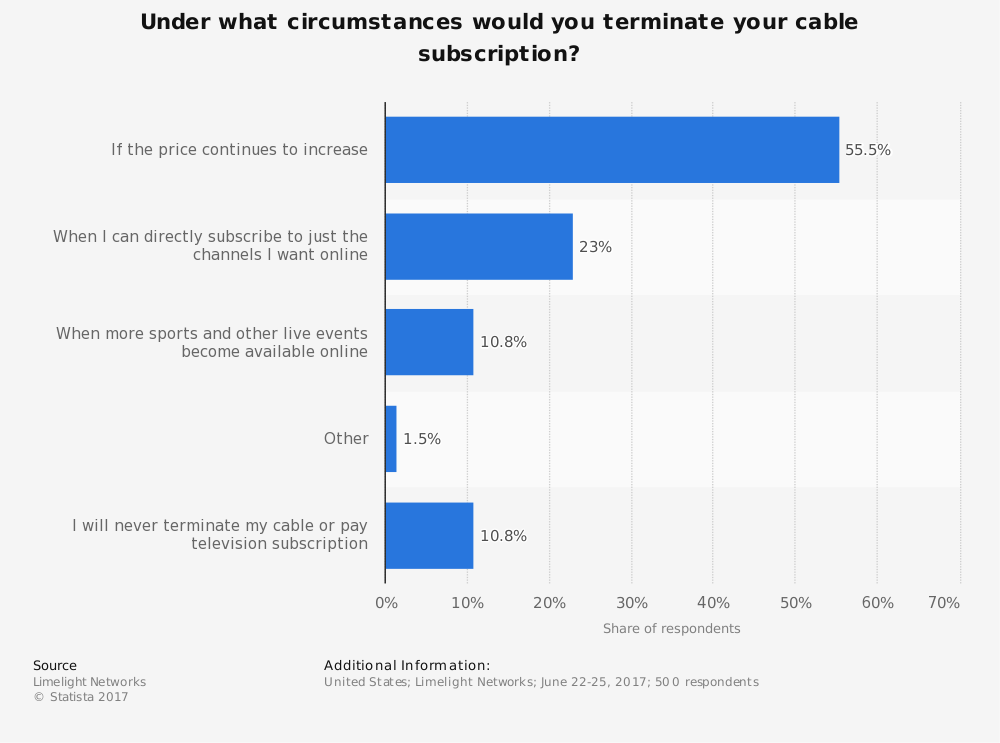 Under what circumstances would you terminate your cable
subscription?
If the price continues to increase
55.5%
When I can directly subscribe to just the
channels I want online
23%
When more sports and other live events
become available online
10.8%
Other
1.5%
I will never terminate my cable or pay
television subscription
10.8%
0% 10% 20% 30% 40% 50% 60% 70%
Share of respondents
Source
Limelight Networks
© Statista 2017
Additional Information:
United States; Limelight Networks; June 22-25, 2017; 500 respondents